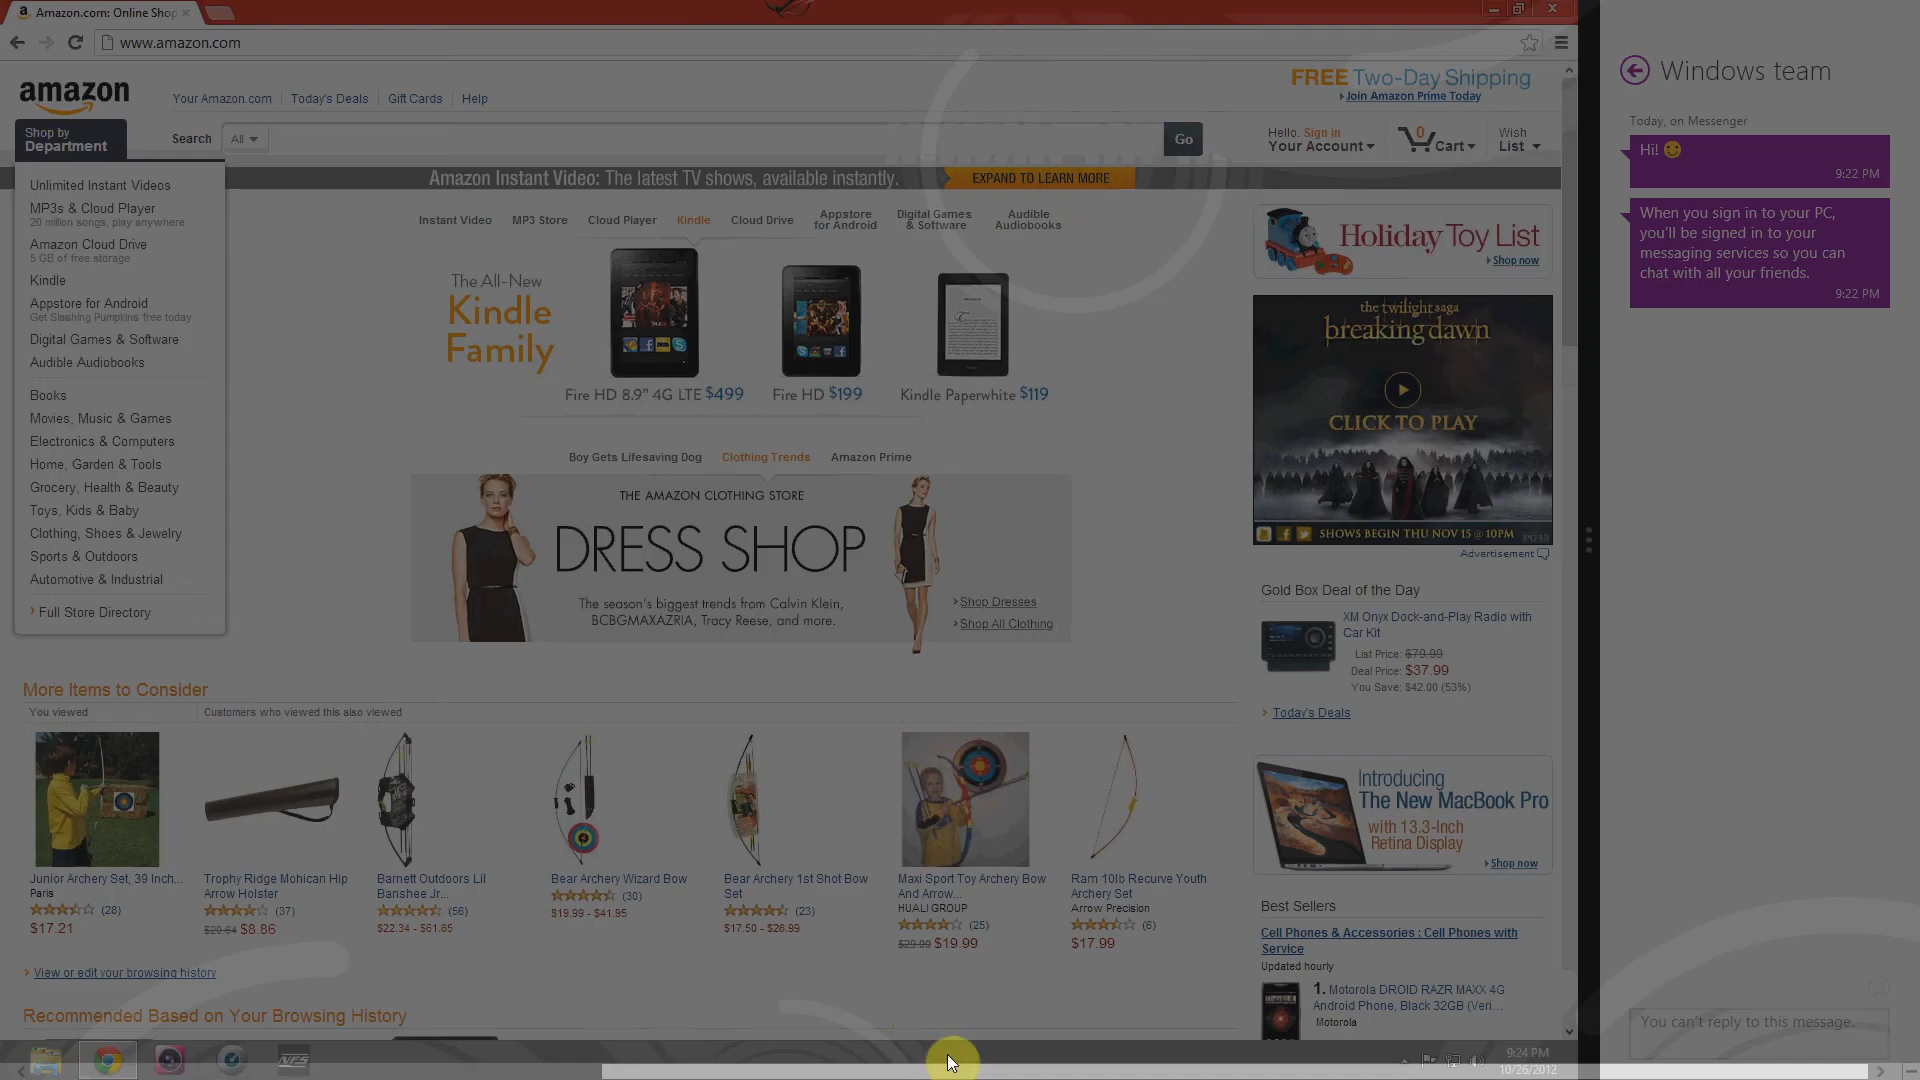 Amazon.com: Online Shop
www.amazon.com
amazon
Your Amazon.com
Today's Deals
Gift Cards
Help
FREE Two-Day Shipping
Join Amazon Prime Today
Shop by
Department
Search
All
Go
Hello. Sign in
Your Account
0
Cart
Wish
List
Unlimited Instant Videos
MP3s & Cloud Player
20 million songs, play anywhere
Amazon Cloud Drive
5 GB of free storage
Kindle
Appstore for Android
Get Slashing Pumpkins free today
Digital Games & Software
Audible Audiobooks
Books
Movies, Music & Games
Electronics & Computers
Home, Garden & Tools
Grocery, Health & Beauty
Toys, Kids & Baby
Clothing, Shoes & Jewelry
Sports & Outdoors
Automotive & Industrial
Full Store Directory
Amazon Instant Video: The latest TV shows, available instantly.
EXPAND TO LEARN MORE
Instant Video
MP3 Store
Cloud Player
Kindle
Cloud Drive
Appstore
for Android
Digital Games
& Software
Audible
Audiobooks
The All-New
Kindle
Family
Fire HD 8.9" 4G LTE $499
Fire HD $199
Kindle Paperwhite $119
Boy Gets Lifesaving Dog
Clothing Trends
Amazon Prime
THE AMAZON CLOTHING STORE
DRESS SHOP
The season's biggest trends from Calvin Klein,
BCBGMAXAZRIA, Tracy Reese, and more.
Shop Dresses
Shop All Clothing
Holiday Toy List
Shop now
the twilight saga
breaking dawn
CLICK TO PLAY
SHOWS BEGIN THU NOV 15 @ 10PM
PG-13
Advertisement
Gold Box Deal of the Day
XM Onyx Dock-and-Play Radio with
Car Kit
List Price: $79.99
Deal Price: $37.99
You Save: $42.00 (53%)
Today's Deals
Introducing
The New MacBook Pro
with 13.3-Inch
Retina Display
Shop now
Best Sellers
Cell Phones & Accessories : Cell Phones with
Service
Updated hourly
1. Motorola DROID RAZR MAXX 4G
Android Phone, Black 32GB (Veri...
Motorola
More Items to Consider
You viewed
Customers who viewed this also viewed
Junior Archery Set, 39 Inch...
Paris
(28)
$17.21
Trophy Ridge Mohican Hip
Arrow Holster
(37)
$20.64 $8.86
Barnett Outdoors Lil
Banshee Jr...
(56)
$22.34 - $61.65
Bear Archery Wizard Bow
(30)
$19.99 - $41.95
Bear Archery 1st Shot Bow
Set
(23)
$17.50 - $26.99
Maxi Sport Toy Archery Bow
And Arrow...
HUALI GROUP
(25)
$29.99 $19.99
Ram 10lb Recurve Youth
Archery Set
Arrow Precision
(6)
$17.99
View or edit your browsing history
Recommended Based on Your Browsing History
NFS
9:24 PM
10/26/2012
Windows team
Today, on Messenger
Hi!
9:22 PM
When you sign in to your PC,
you'll be signed in to your
messaging services so you can
chat with all your friends.
9:22 PM
You can't reply to this message.